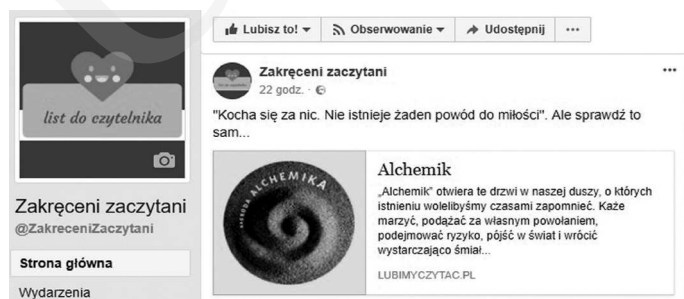 list do czytelnika
Zakręceni zaczytani
@ZakreceniZaczytani
Strona główna
Wydarzenia
Lubisz to!
Obserwowanie
Udostępnij
Zakręceni zaczytani
22 godz.
"Kocha się za nic. Nie istnieje żaden powód do miłości". Ale sprawdź to
sam...
ALCHEMIKA
Alchemik
„Alchemik” otwiera te drzwi w naszej duszy, o których
istnieniu wolelibyśmy czasami zapomnieć. Każe
marzyć, podążać za własnym powołaniem,
podejmować ryzyko, pójść w świat i wrócić
wystarczająco śmiał...
LUBIMYCZYTAC.PL